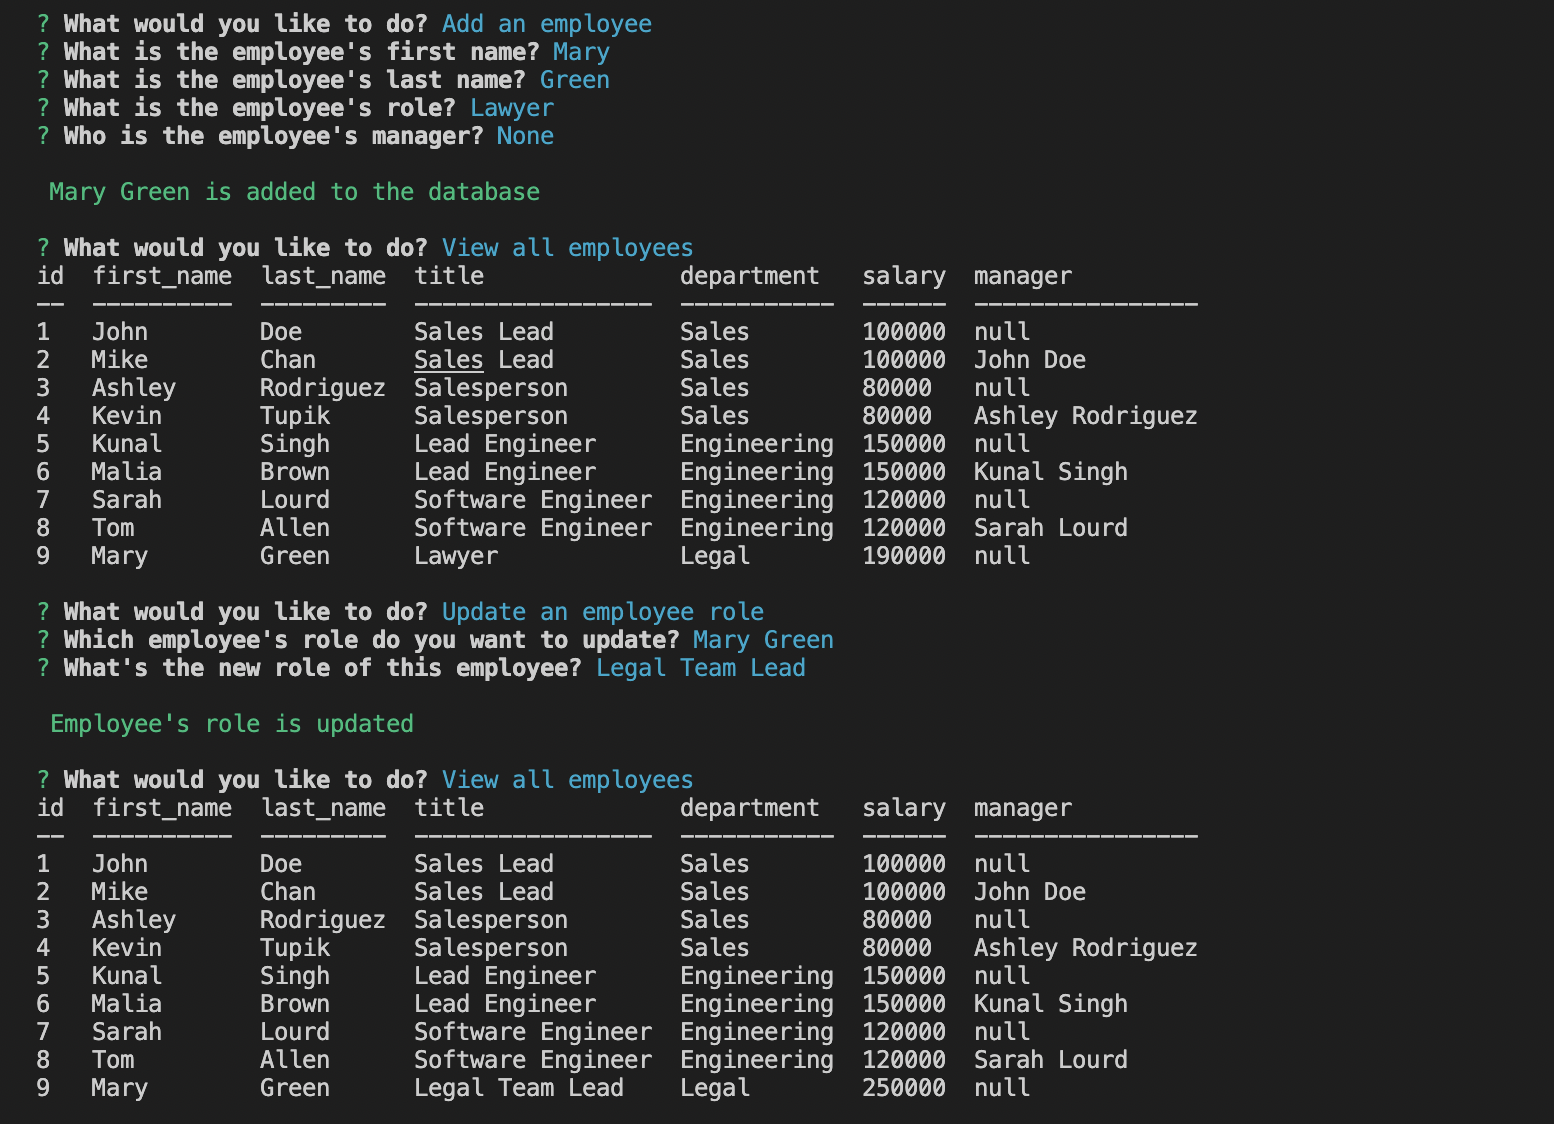 ? What would you like to do? Add an employee
? What is the employee's first name? Mary
? What is the employee's last name? Green
? What is the employee's role? Lawyer
? Who is the employee's manager? None
Mary Green is added to the database
? What would you like to do? View all employees
id  first_name  last_name  title              department   salary  manager
--  ----------  ---------  -----------------  -----------  ------  ----------------
1   John        Doe        Sales Lead         Sales        100000  null
2   Mike        Chan       Sales Lead         Sales        100000  John Doe
3   Ashley      Rodriguez  Salesperson        Sales        80000   null
4   Kevin       Tupik      Salesperson        Sales        80000   Ashley Rodriguez
5   Kunal       Singh      Lead Engineer      Engineering  150000  null
6   Malia       Brown      Lead Engineer      Engineering  150000  Kunal Singh
7   Sarah       Lourd      Software Engineer  Engineering  120000  null
8   Tom         Allen      Software Engineer  Engineering  120000  Sarah Lourd
9   Mary        Green      Lawyer             Legal        190000  null
? What would you like to do? Update an employee role
? Which employee's role do you want to update? Mary Green
? What's the new role of this employee? Legal Team Lead
Employee's role is updated
? What would you like to do? View all employees
id  first_name  last_name  title              department   salary  manager
--  ----------  ---------  -----------------  -----------  ------  ----------------
1   John        Doe        Sales Lead         Sales        100000  null
2   Mike        Chan       Sales Lead         Sales        100000  John Doe
3   Ashley      Rodriguez  Salesperson        Sales        80000   null
4   Kevin       Tupik      Salesperson        Sales        80000   Ashley Rodriguez
5   Kunal       Singh      Lead Engineer      Engineering  150000  null
6   Malia       Brown      Lead Engineer      Engineering  150000  Kunal Singh
7   Sarah       Lourd      Software Engineer  Engineering  120000  null
8   Tom         Allen      Software Engineer  Engineering  120000  Sarah Lourd
9   Mary        Green      Legal Team Lead    Legal        250000  null